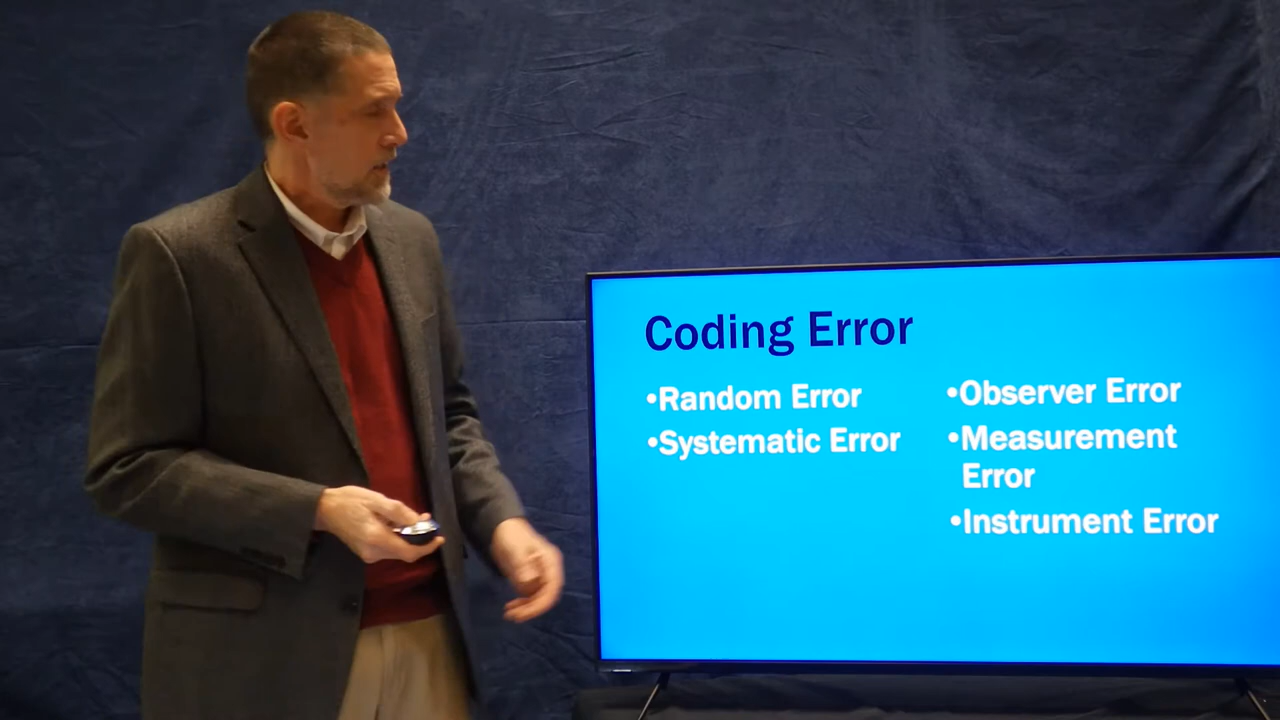 Coding Error
•Random Error
•Systematic Error
•Observer Error
•Measurement
Error
•Instrument Error